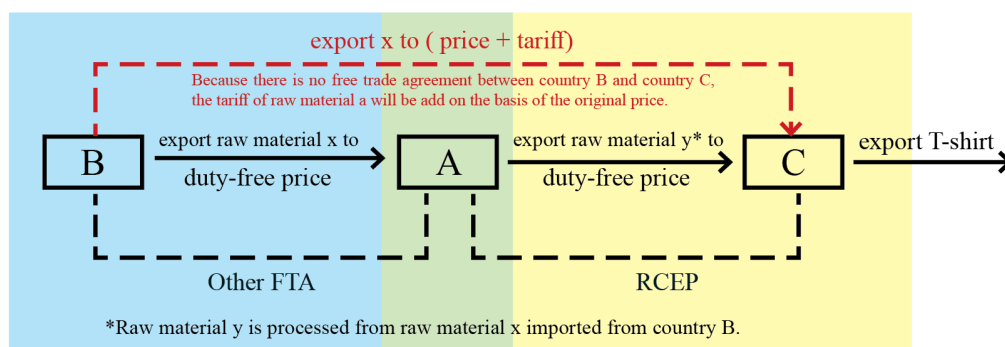 export x to ( price + tariff)
Because there is no free trade agreement between country B and country C,
the tariff of raw material a will be add on the basis of the original price.
B
export raw material x to
duty-free price
A
export raw material y* to
duty-free price
C
export T-shirt
Other FTA
RCEP
*Raw material y is processed from raw material x imported from country B.